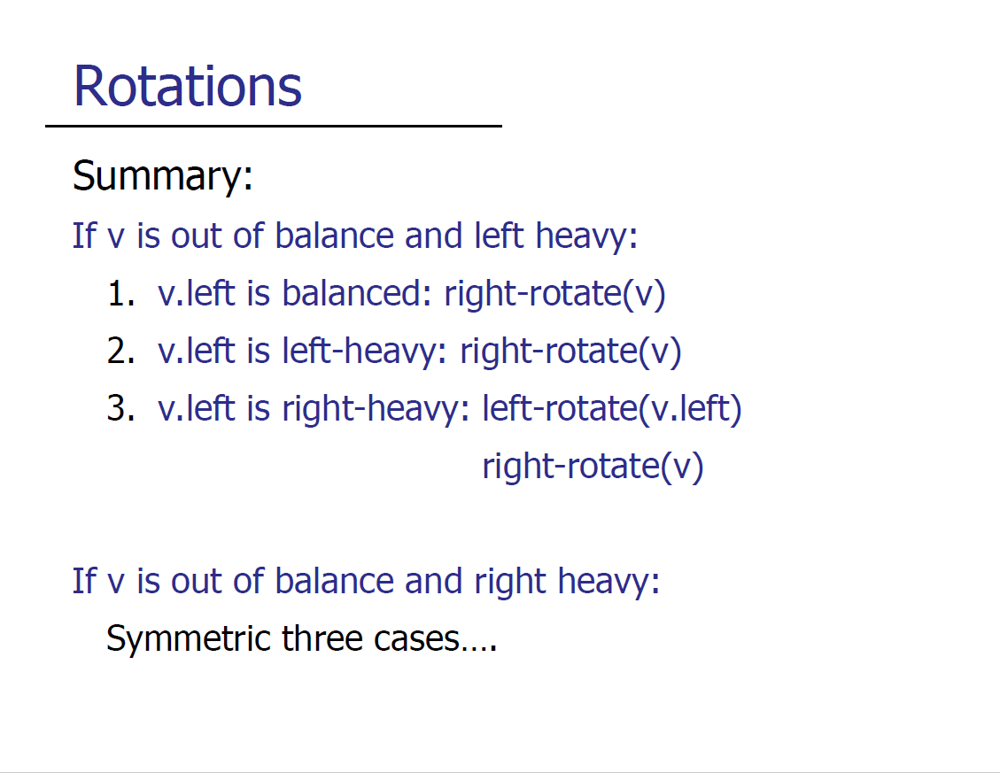 Rotations
Summary:
If v is out of balance and left heavy:
1. v.left is balanced: right-rotate(v)
2. v.left is left-heavy: right-rotate(v)
3. v.left is right-heavy: left-rotate(v.left)
right-rotate(v)
If v is out of balance and right heavy:
Symmetric three cases….